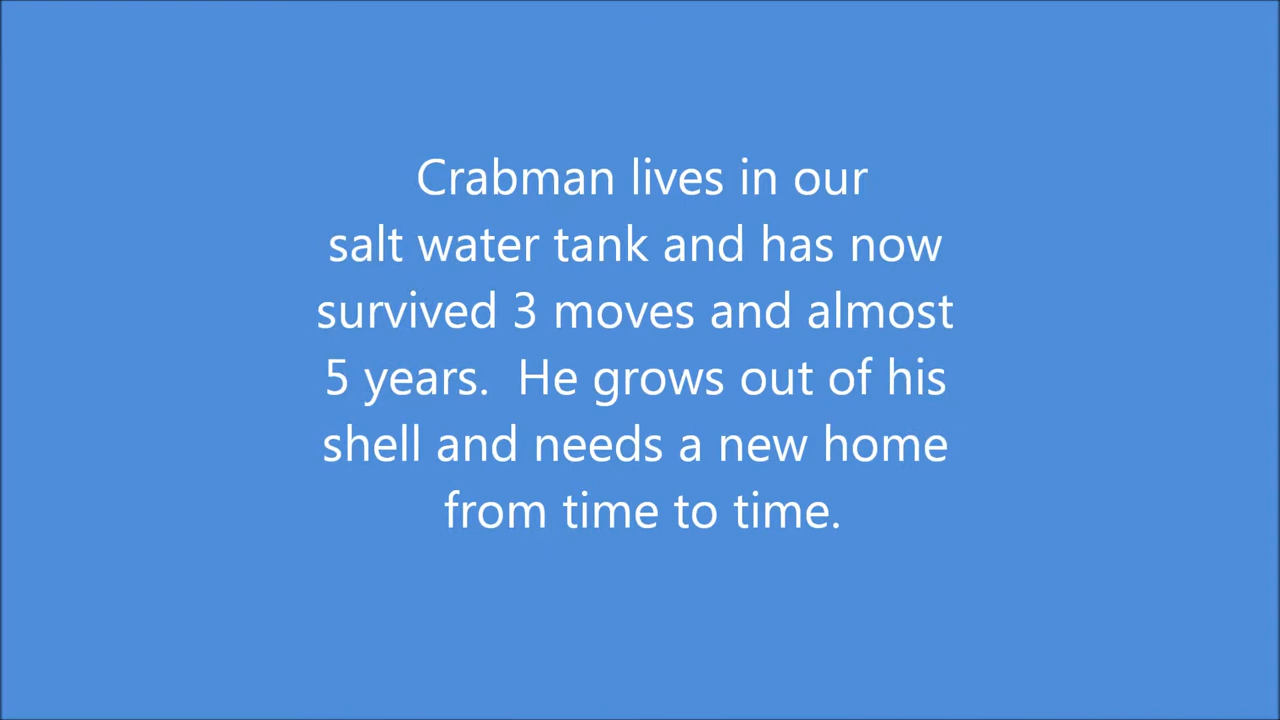 Crabman lives in our
salt water tank and has now
survived 3 moves and almost
5 years.  He grows out of his
shell and needs a new home
from time to time.